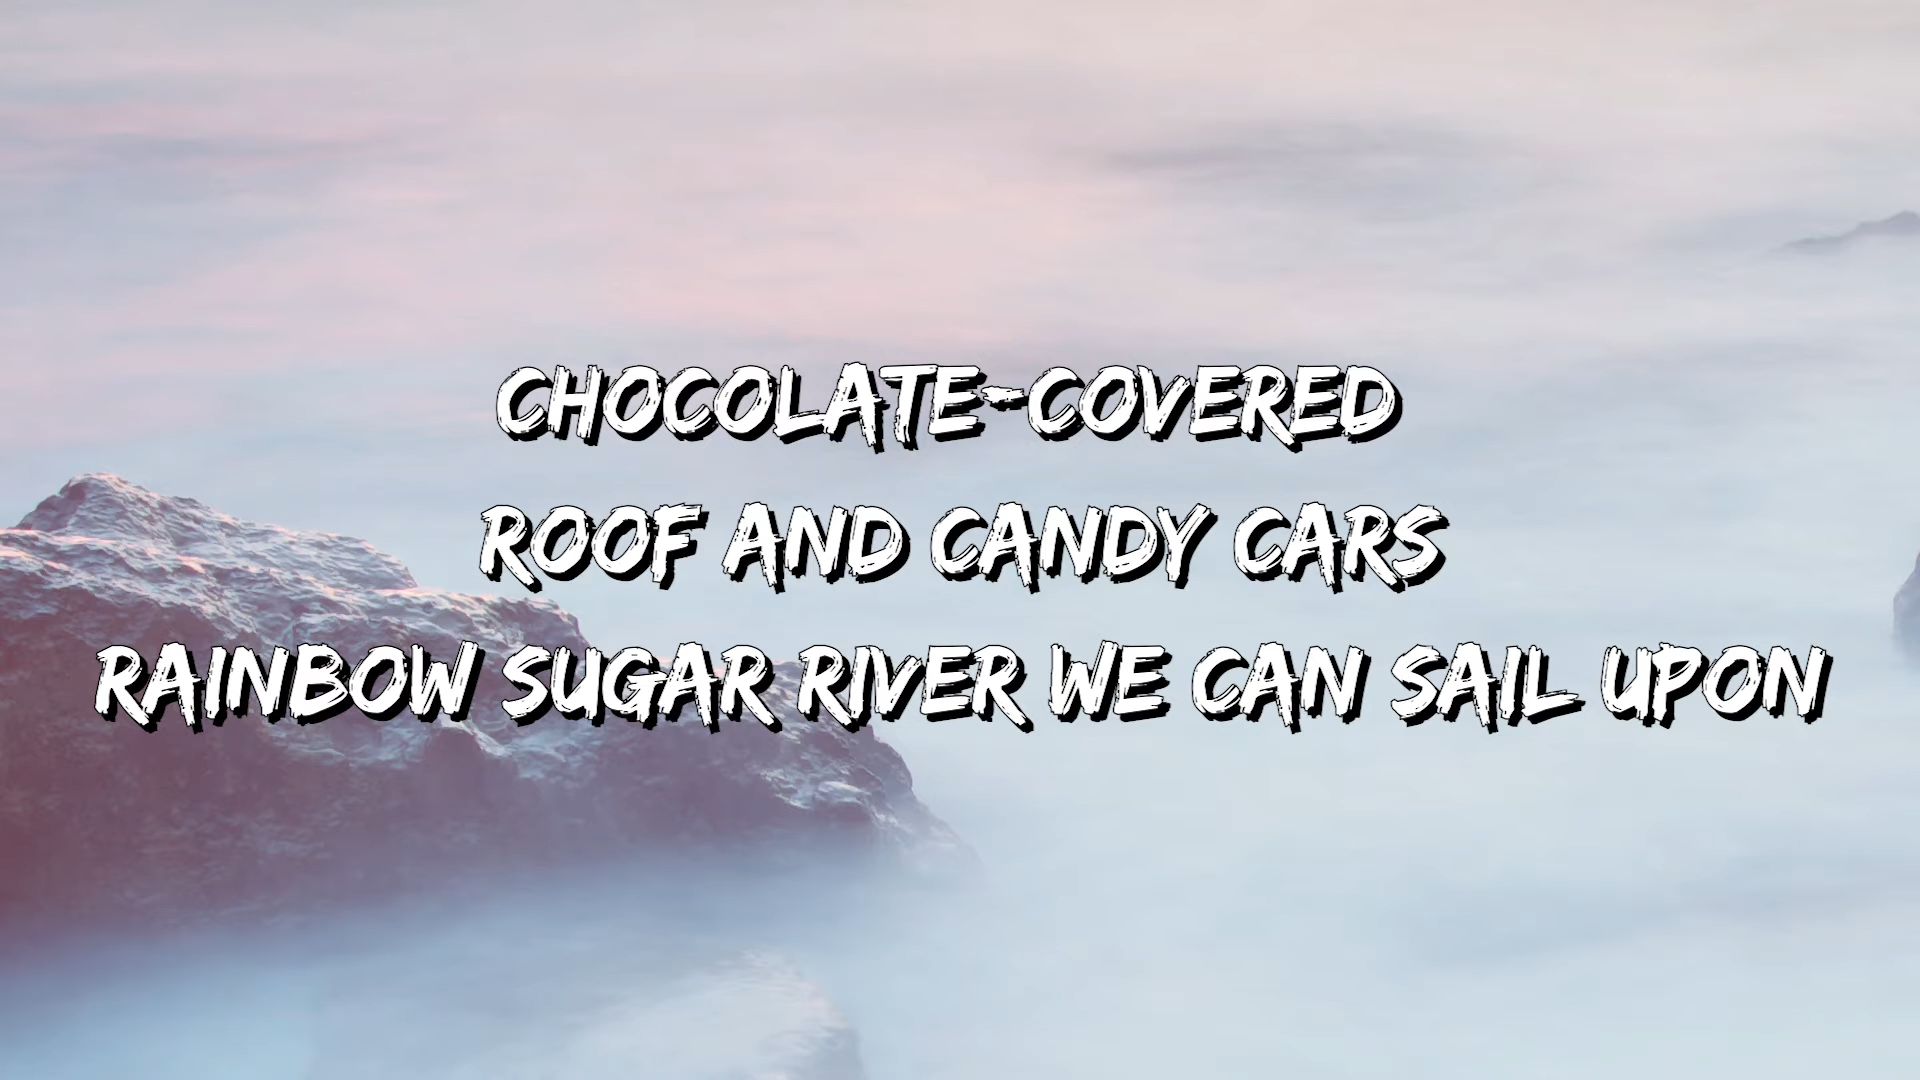 CHOCOLATE-COVERED
ROOF AND CANDY CARS
RAINBOW SUGAR RIVER WE CAN SAIL UPON